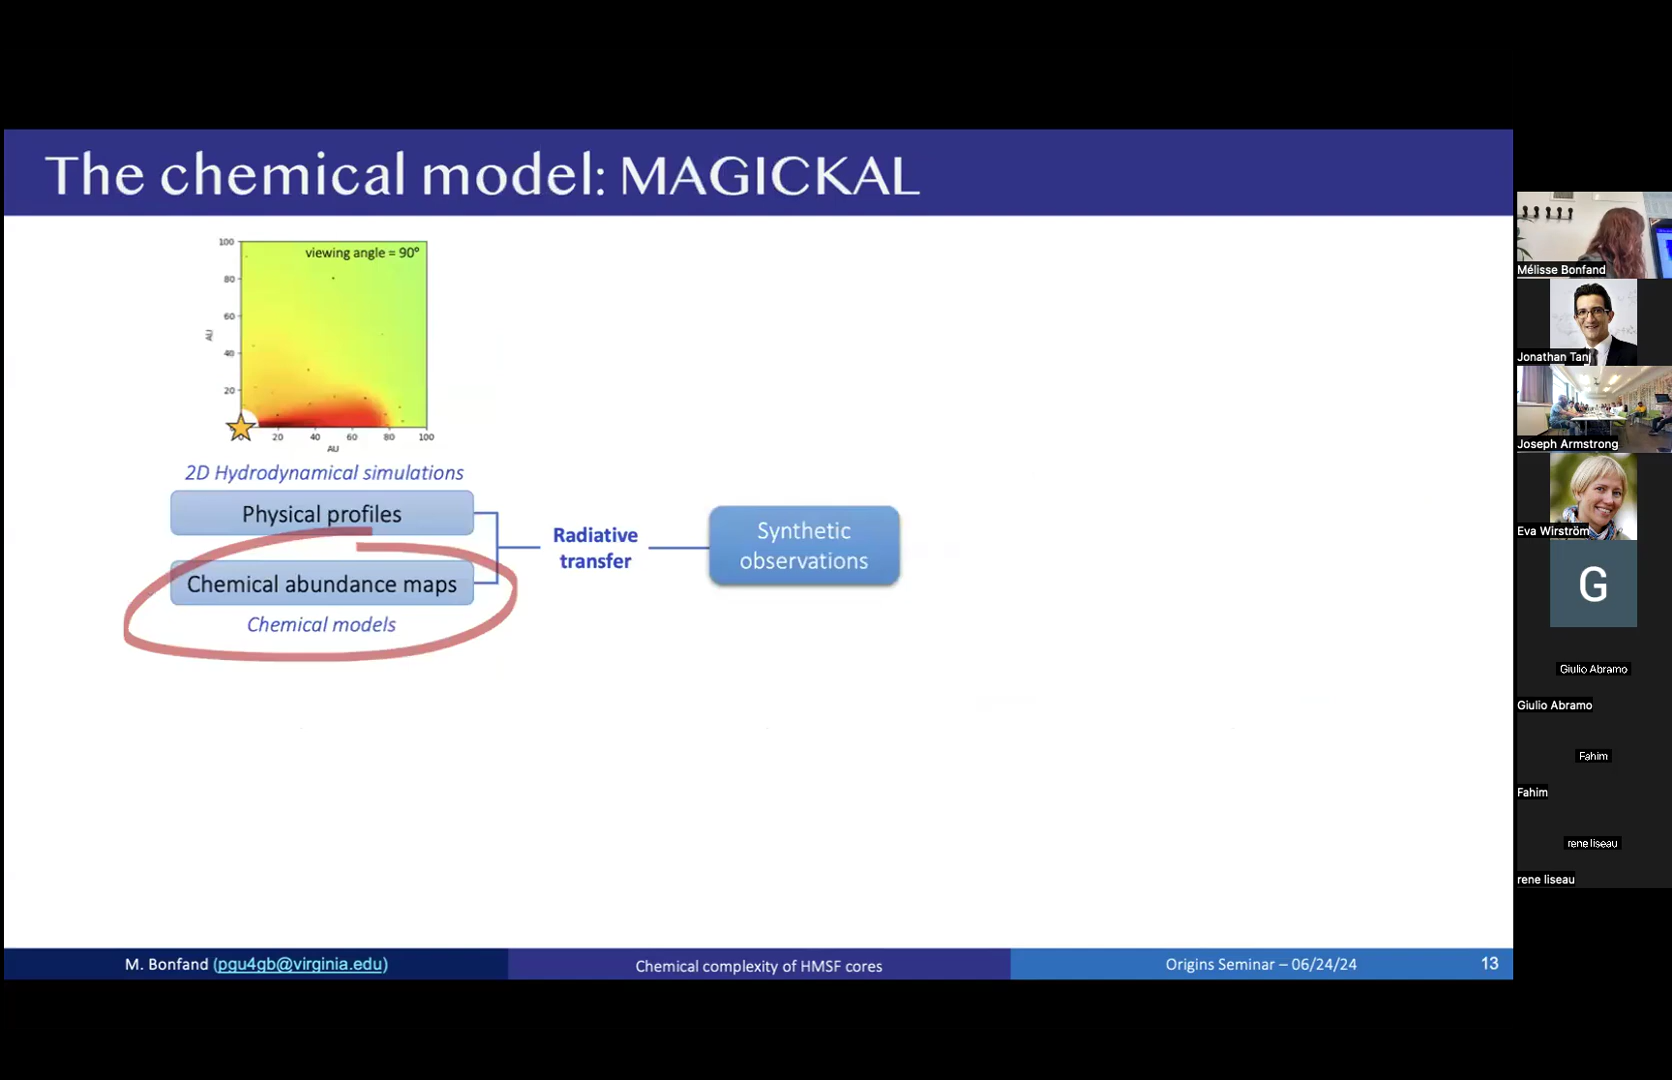 The chemical model: MAGICKAL
viewing angle = 90°
100
80
60
40
20
AU
20
40
60
80
100
AU
2D Hydrodynamical simulations
Physical profiles
Chemical abundance maps
Chemical models
Radiative
transfer
Synthetic
observations
M. Bonfand (pgu4gb@virginia.edu)
Chemical complexity of HMSF cores
Origins Seminar – 06/24/24
13
Mélisse Bonfand
Jonathan Tan
Joseph Armstrong
Eva Wirström
G
Giulio Abramo
Giulio Abramo
Fahim
Fahim
rene liseau
rene liseau